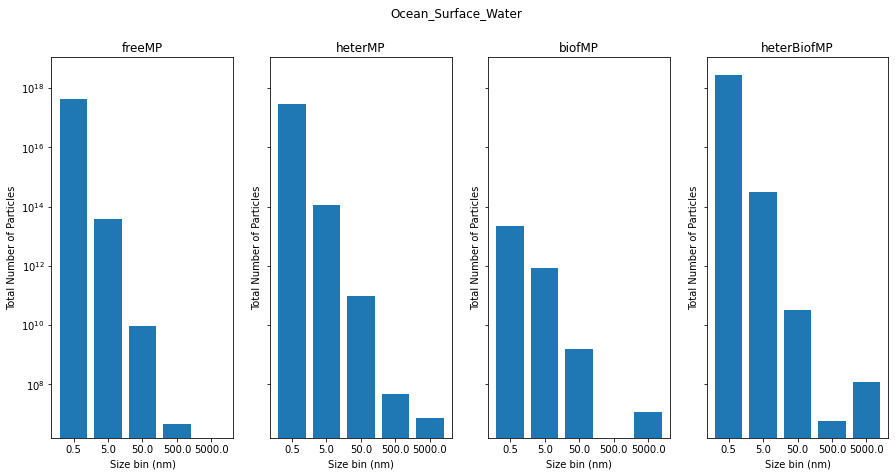 Ocean_Surface_Water
freeMP
heterMP
biofMP
heterBiofMP
Total Number of Particles
10^18
10^16
10^14
10^12
10^10
10^8
0.5 5.0 50.0 500.0 5000.0
Size bin (nm)
Total Number of Particles
0.5 5.0 50.0 500.0 5000.0
Size bin (nm)
Total Number of Particles
0.5 5.0 50.0 500.0 5000.0
Size bin (nm)
Total Number of Particles
0.5 5.0 50.0 500.0 5000.0
Size bin (nm)